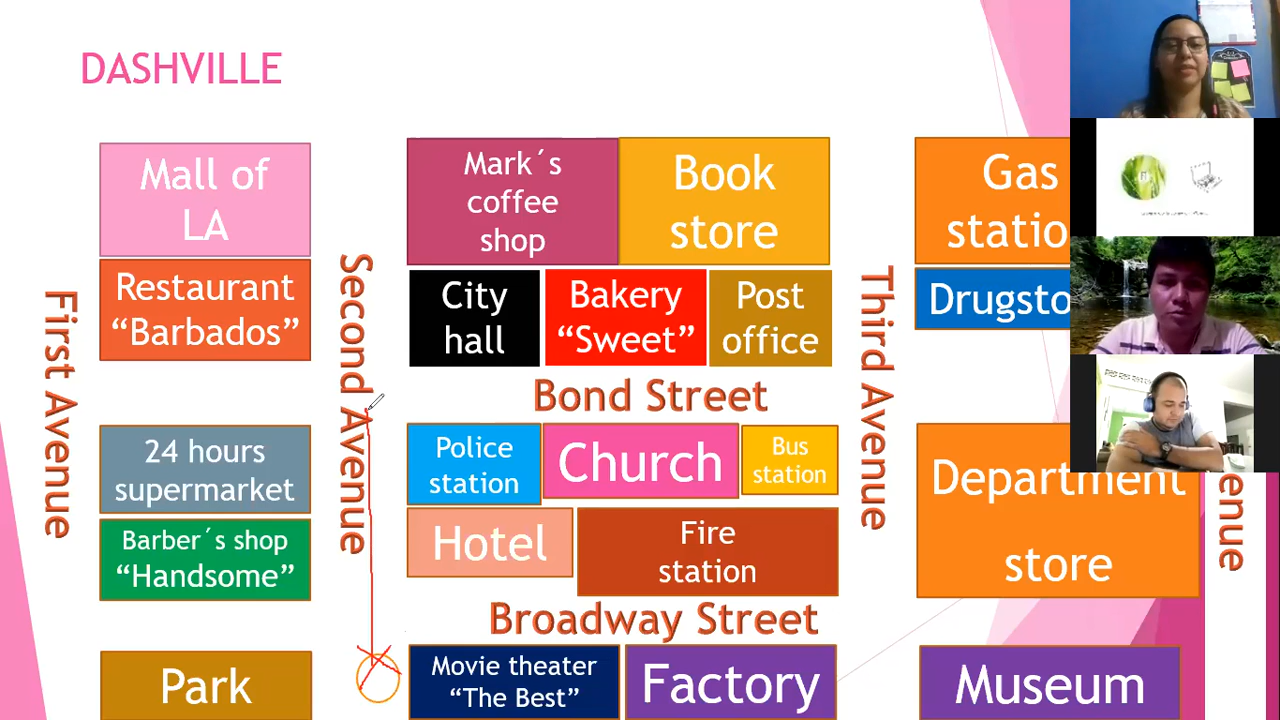 DASHVILLE
Mall of
LA
Mark´s
coffee
shop
Book
store
Gas
statio
Restaurant
“Barbados”
City
hall
Bakery
“Sweet”
Post
office
Drugsto
First Avenue
Second Avenue
Third Avenue
Bond Street
24 hours
supermarket
Police
station
Church
Bus
station
Department
store
enue
Barber´s shop
“Handsome”
Hotel
Fire
station
Broadway Street
Park
Movie theater
“The Best”
Factory
Museum